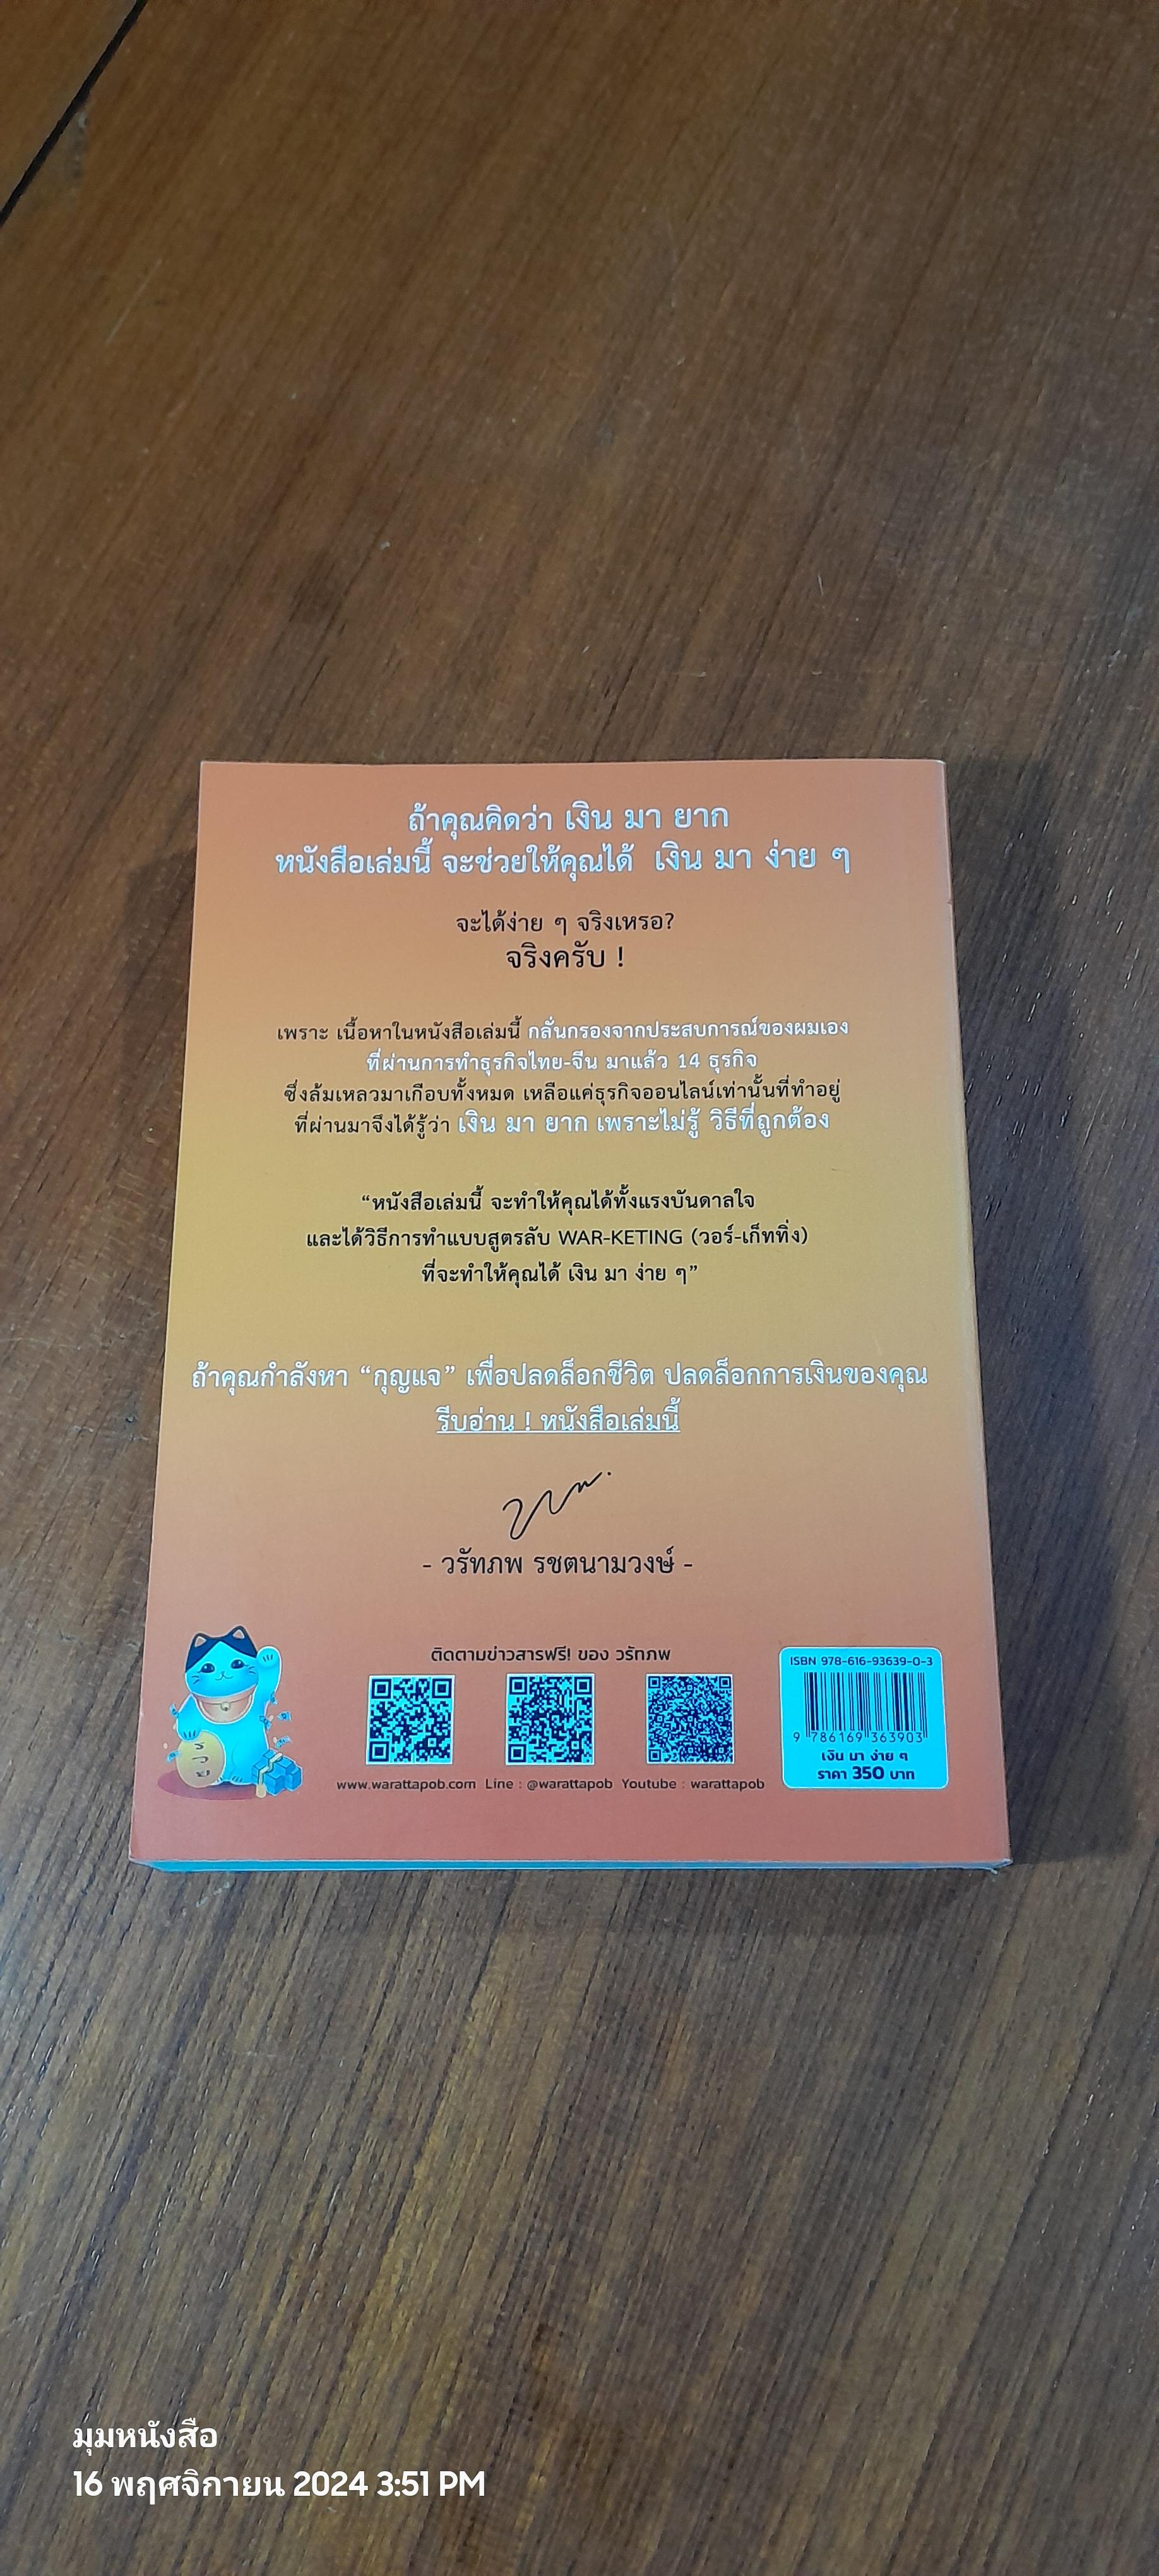 ถ้าคุณคิดว่า เงิน มา ยาก
หนังสือเล่มนี้ จะช่วยให้คุณได้ เงิน มา ง่าย ๆ
จะได้ง่าย ๆ จริงเหรอ?
จริงครับ !
เพราะ เนื้อหาในหนังสือเล่มนี้ กลั่นกรองจากประสบการณ์ของผมเอง
ที่ผ่านการทำธุรกิจไทย-จีน มาแล้ว 14 ธุรกิจ
ซึ่งล้มเหลวมาเกือบทั้งหมด เหลือแค่ธุรกิจออนไลน์เท่านั้นที่ทำอยู่
ที่ผ่านมาจึงได้รู้ว่า เงิน มา ยาก เพราะไม่รู้ วิธีที่ถูกต้อง
“หนังสือเล่มนี้ จะทำให้คุณได้ทั้งแรงบันดาลใจ
และได้วิธีการทำแบบสูตรลับ WAR-KETING (วอร์-เก็ททิ่ง)
ที่จะทำให้คุณได้ เงิน มา ง่าย ๆ”
ถ้าคุณกำลังหา “กุญแจ” เพื่อปลดล็อกชีวิต ปลดล็อกการเงินของคุณ
รีบอ่าน ! หนังสือเล่มนี้
- วรัทภพ รชตนามวงษ์ -
ติดตามข่าวสารฟรี! ของ วรัทภพ
www.warattapob.com Line : @warattapob Youtube : warattapob
ISBN 978-616-93639-0-3
9 786169 363903
เงิน มา ง่าย ๆ
ราคา 350 บาท
มุมหนังสือ
16 พฤศจิกายน 2024 3:51 PM